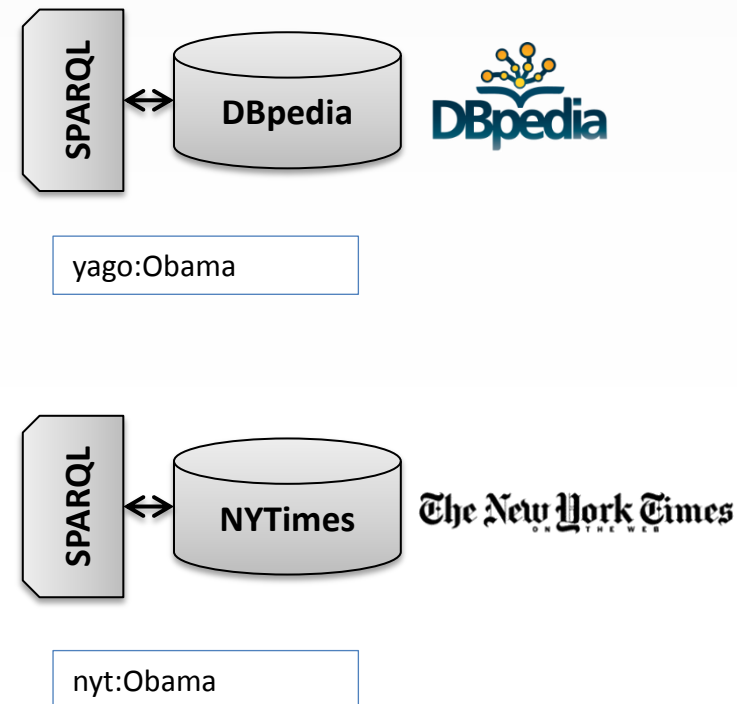 SPARQL
DBpedia
DBpedia
yago:Obama
SPARQL
NYTimes
The New York Times
ON THE WEB
nyt:Obama